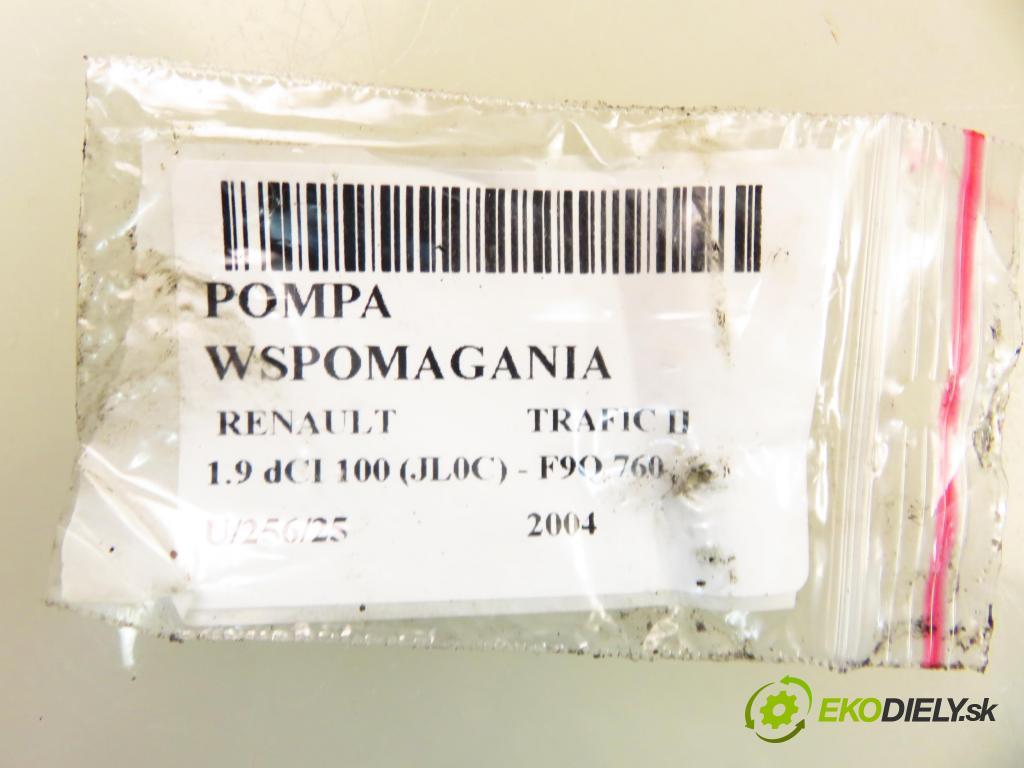 POMPA
WSPOMAGANIA
RENAULT TRAFIC II
1.9 dCI 100 (JL0C) - F9Q 760
U/256/25 2004
EKODIELY.sk